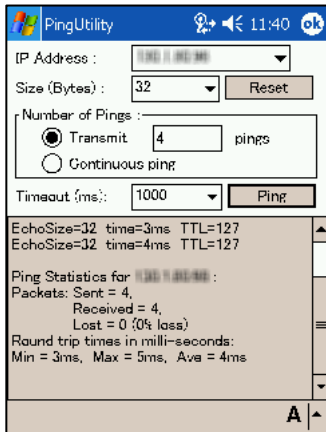 PingUtility 11:40 ok
IP Address :
Size (Bytes) : 32 Reset
Number of Pings :
Transmit 4 pings
Continuous ping
Timeout (ms): 1000 Ping
EchoSize=32 time=3ms TTL=127
EchoSize=32 time=4ms TTL=127
Ping Statistics for :
Packets: Sent = 4,
Received = 4,
Lost = 0 (0% loss)
Round trip times in milli-seconds:
Min = 3ms, Max = 5ms, Ave = 4ms
A